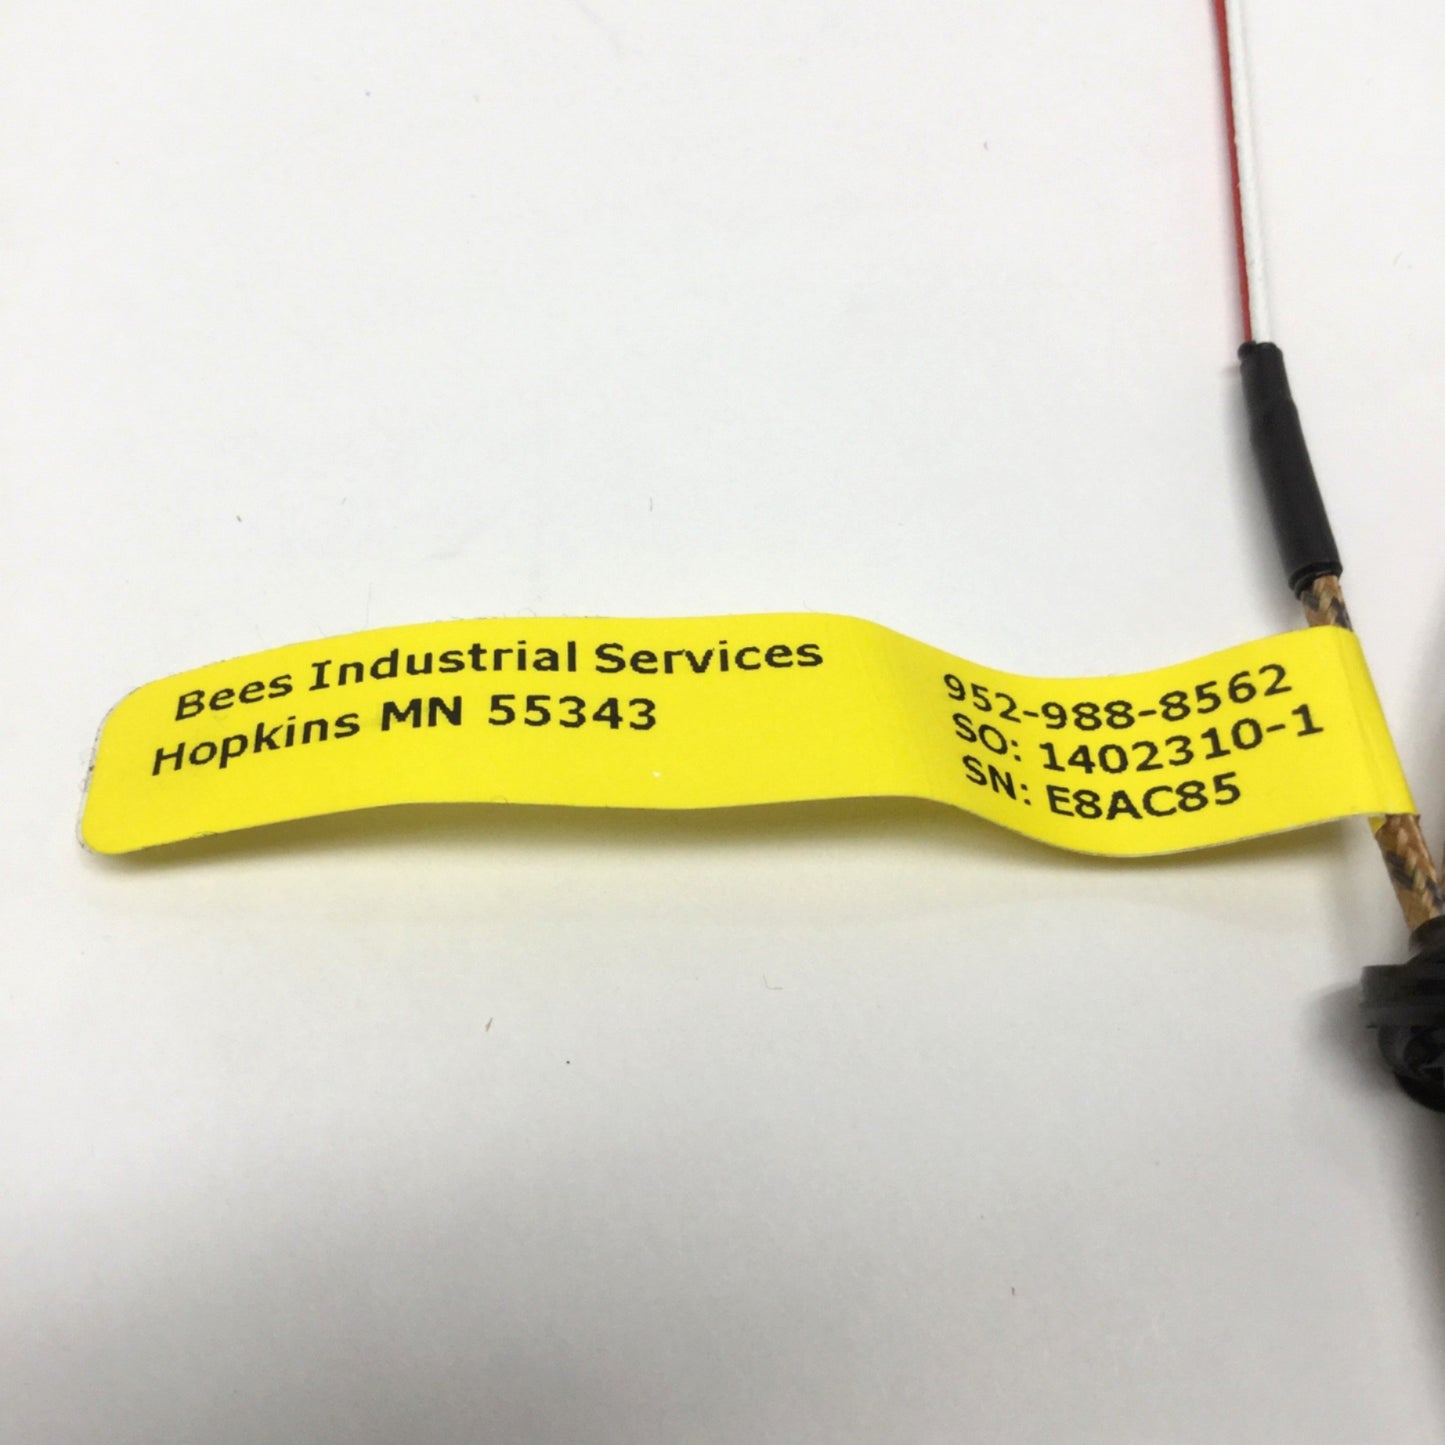 Bees Industrial Services
Hopkins MN 55343
952-988-8562
SO: 1402310-1
SN: E8AC85